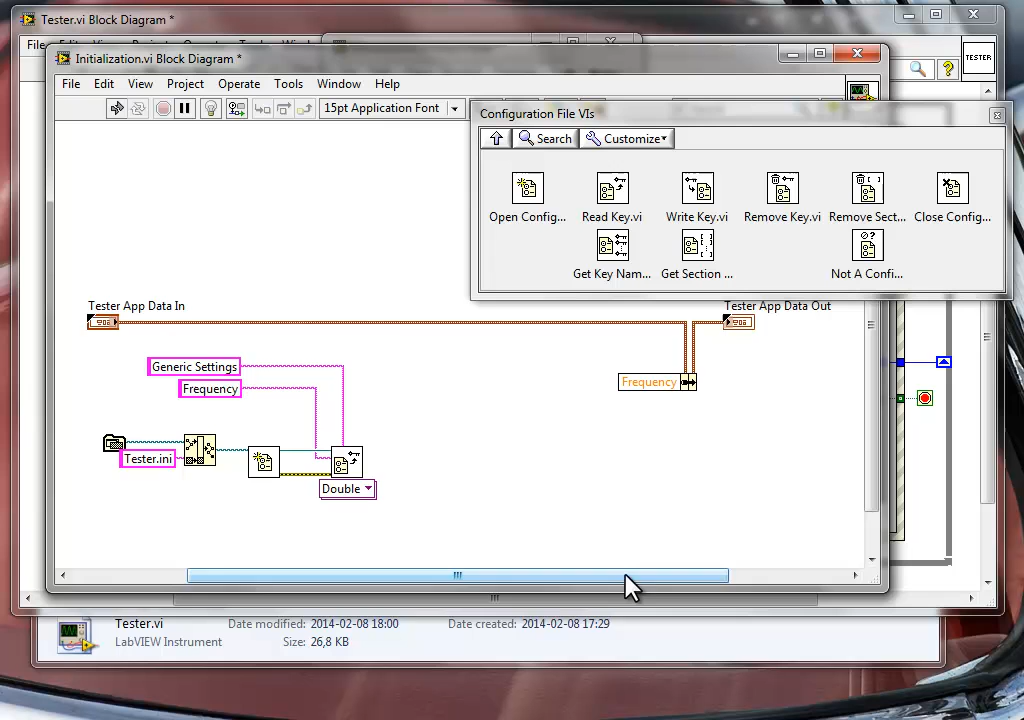 Tester.vi Block Diagram *
File
TESTER
Initialization.vi Block Diagram *
File Edit View Project Operate Tools Window Help
15pt Application Font
Configuration File VIs
Search
Customize
Open Config...
Read Key.vi
Write Key.vi
Remove Key.vi
Remove Sect...
Close Config...
Get Key Nam...
Get Section ...
Not A Confi...
Tester App Data In
Tester App Data Out
Generic Settings
Frequency
Frequency
Tester.ini
Double
Tester.vi
Date modified: 2014-02-08 18:00
Date created: 2014-02-08 17:29
LabVIEW Instrument
Size: 26,8 KB